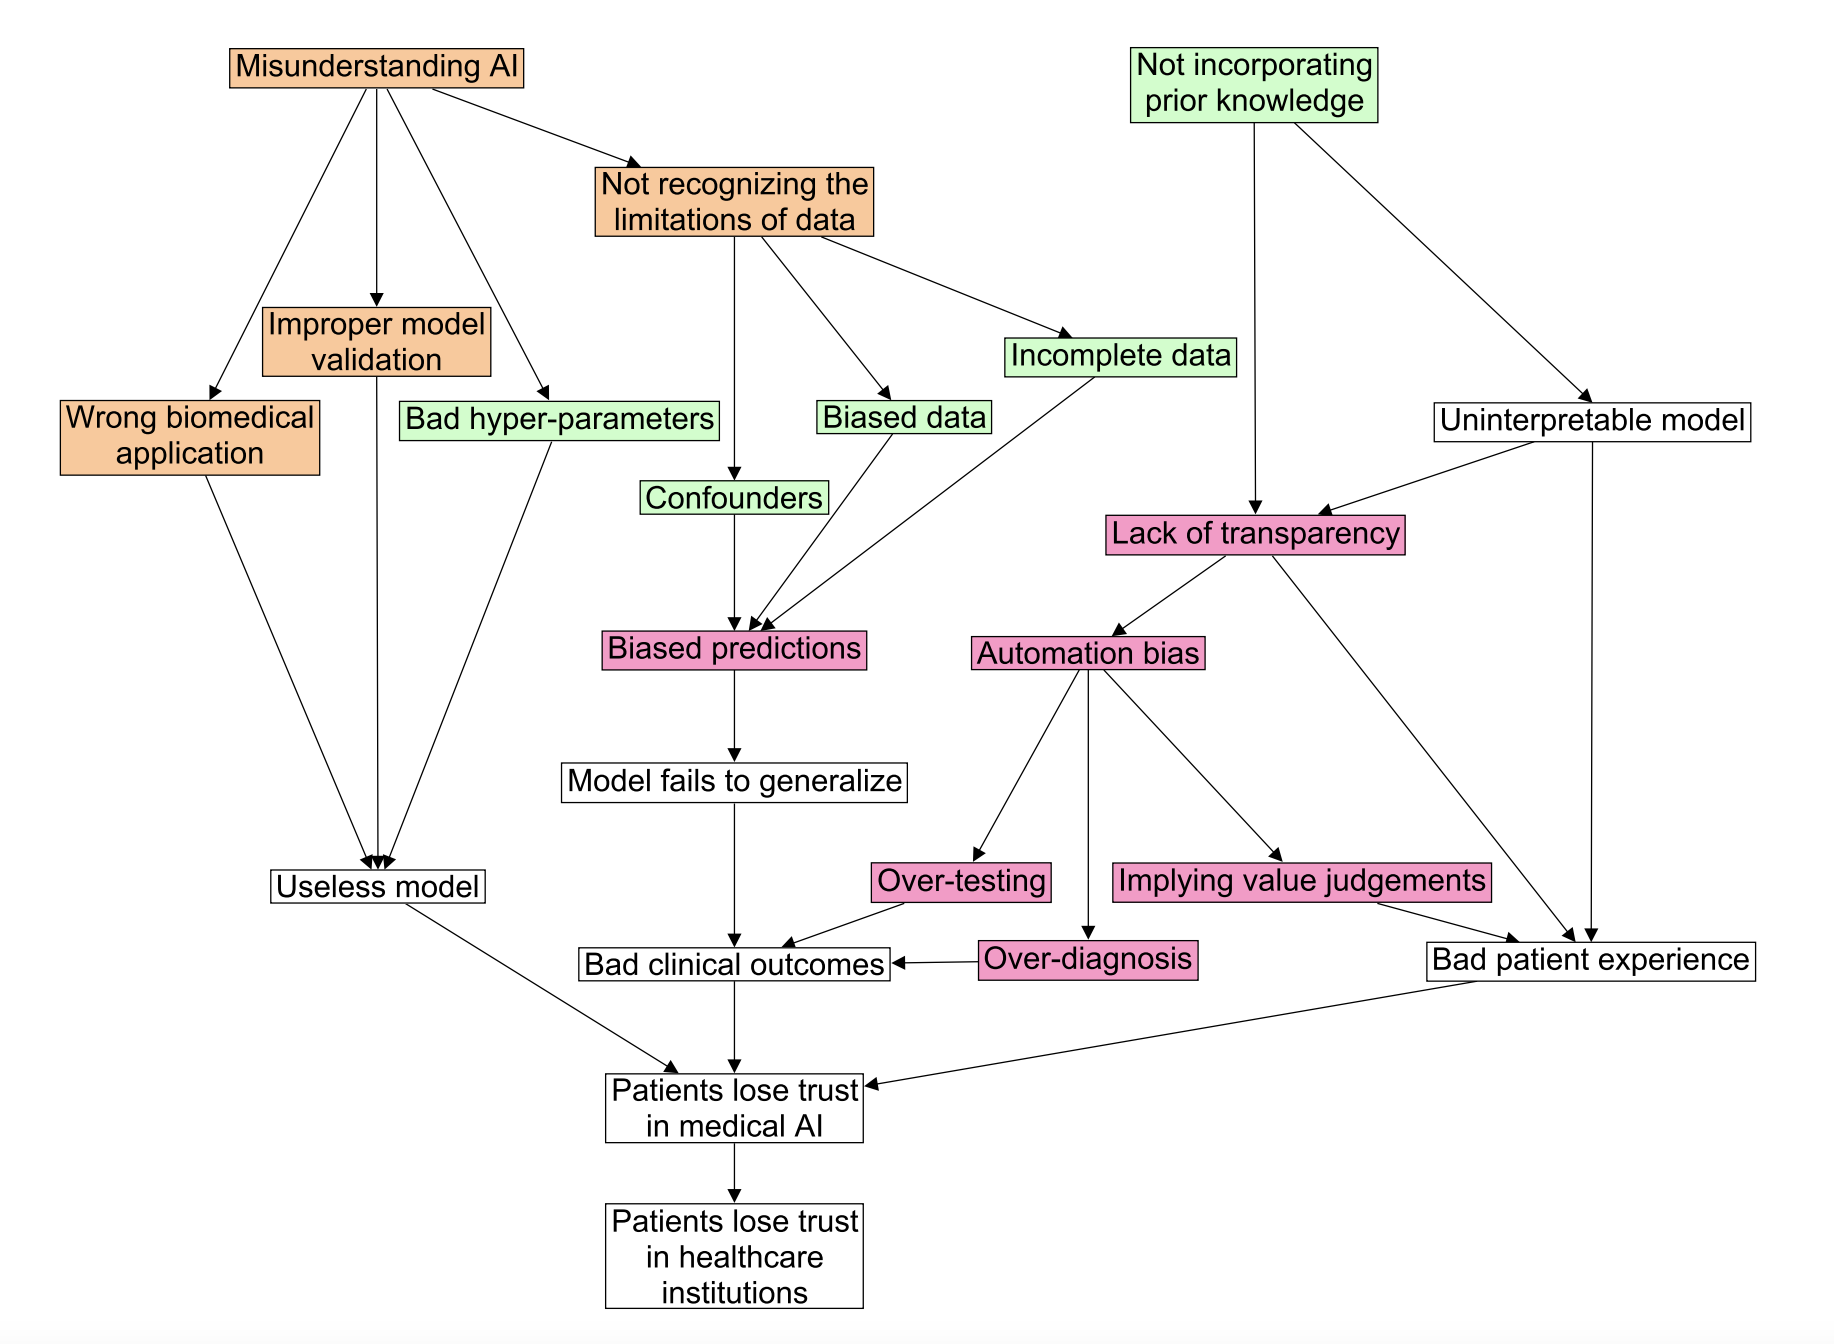 Misunderstanding AI
Not incorporating
prior knowledge
Not recognizing the
limitations of data
Improper model
validation
Incomplete data
Wrong biomedical
application
Bad hyper-parameters
Biased data
Uninterpretable model
Confounders
Lack of transparency
Biased predictions
Automation bias
Model fails to generalize
Useless model
Over-testing
Implying value judgements
Bad clinical outcomes
Over-diagnosis
Bad patient experience
Patients lose trust
in medical AI
Patients lose trust
in healthcare
institutions